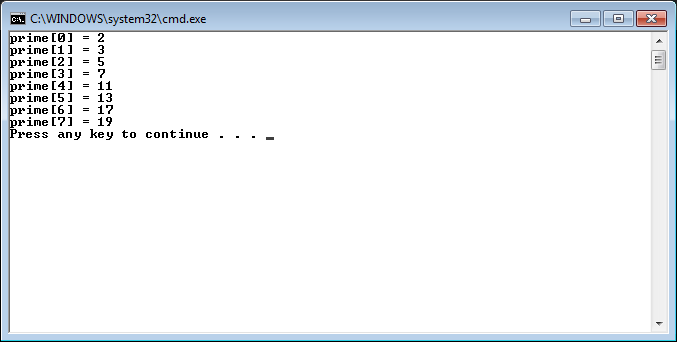 C:\WINDOWS\system32\cmd.exe
prime[0] = 2
prime[1] = 3
prime[2] = 5
prime[3] = 7
prime[4] = 11
prime[5] = 13
prime[6] = 17
prime[7] = 19
Press any key to continue . . . _